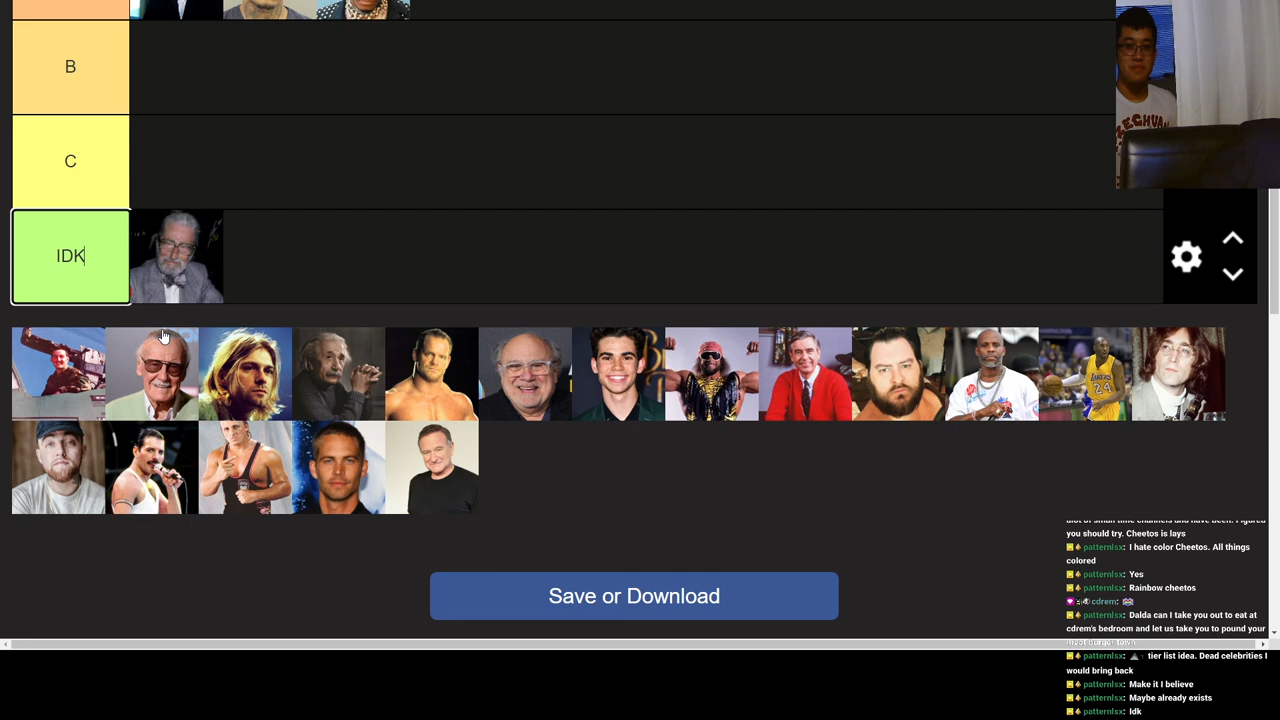 B
C
IDK
LAKERS
24
Save or Download
you should try. Cheetos is lays
patternlsx: I hate color Cheetos. All things
colored
patternlsx: Yes
patternlsx: Rainbow cheetos
cdrem:
patternlsx: Dalda can I take you out to eat at
cdrem's bedroom and let us take you to pound your
patternlsx: tier list idea. Dead celebrities I
would bring back
patternlsx: Make it I believe
patternlsx: Maybe already exists
patternlsx: Idk